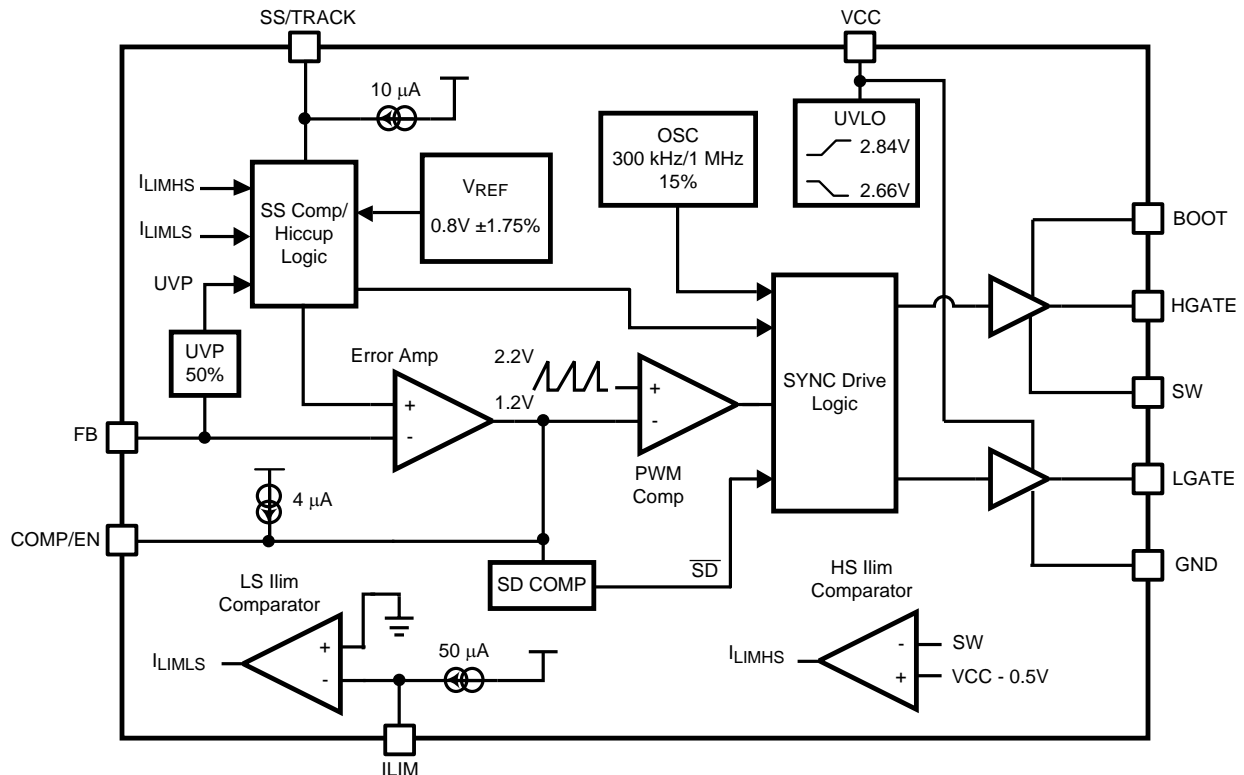 SS/TRACK
VCC
10 μA
UVLO
2.84V
2.66V
OSC
300 kHz/1 MHz
15%
ILIMHS
ILIMLS
UVP
SS Comp/
Hiccup
Logic
VREF
0.8V ±1.75%
BOOT
HGATE
SW
LGATE
GND
UVP
50%
Error Amp
+
-
2.2V
1.2V
+
-
PWM
Comp
SYNC Drive
Logic
FB
4 μA
COMP/EN
SD COMP
SD
LS Ilim
Comparator
+
-
ILIMLS
50 μA
ILIM
HS Ilim
Comparator
ILIMHS
-
+
SW
VCC - 0.5V